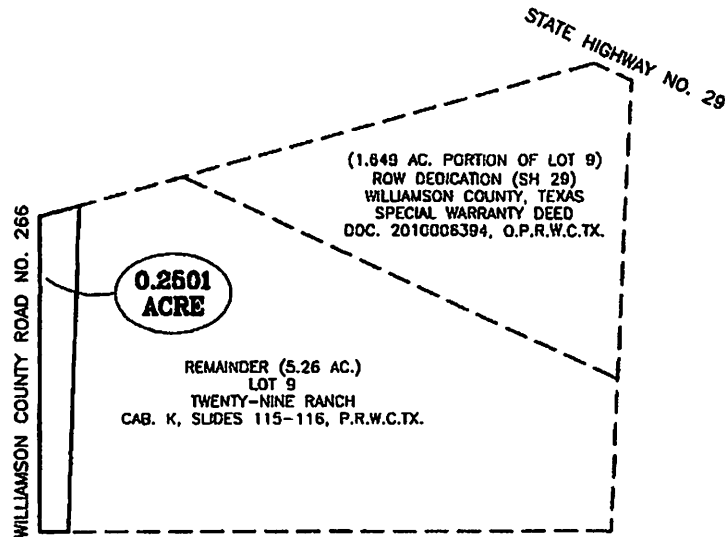 STATE HIGHWAY NO. 29
(1.649 AC. PORTION OF LOT 9)
ROW DEDICATION (SH 29)
WILLIAMSON COUNTY, TEXAS
SPECIAL WARRANTY DEED
DOC. 2010006394, O.P.R.W.C.TX.
WILLIAMSON COUNTY ROAD NO. 266
0.2501
ACRE
REMAINDER (5.26 AC.)
LOT 9
TWENTY-NINE RANCH
CAB. K, SLIDES 115-116, P.R.W.C.TX.